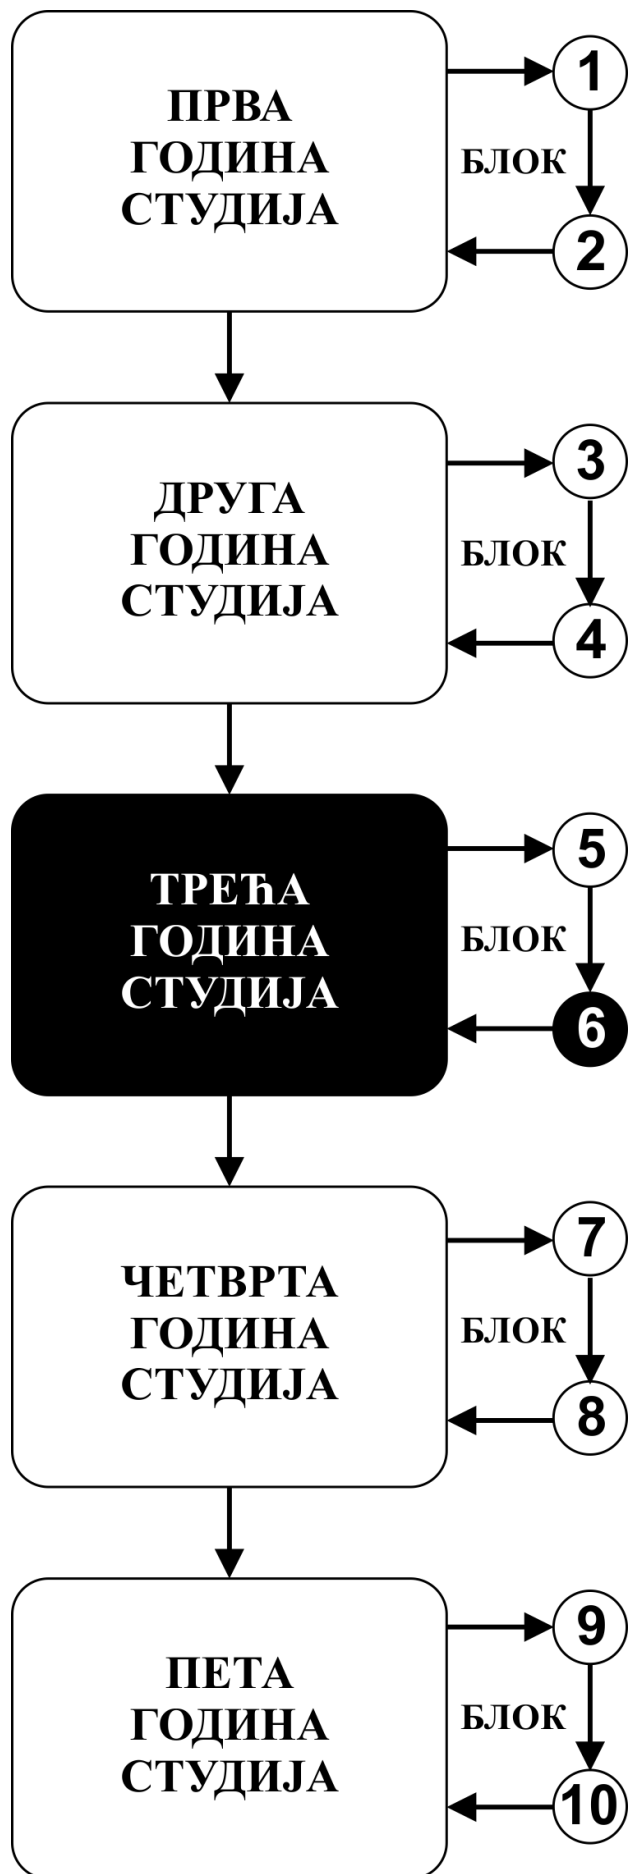 ПРВА
ГОДИНА
СТУДИЈА
1
БЛОК
2
ДРУГА
ГОДИНА
СТУДИЈА
3
БЛОК
4
ТРЕЋА
ГОДИНА
СТУДИЈА
5
БЛОК
6
ЧЕТВРТА
ГОДИНА
СТУДИЈА
7
БЛОК
8
ПЕТА
ГОДИНА
СТУДИЈА
9
БЛОК
10